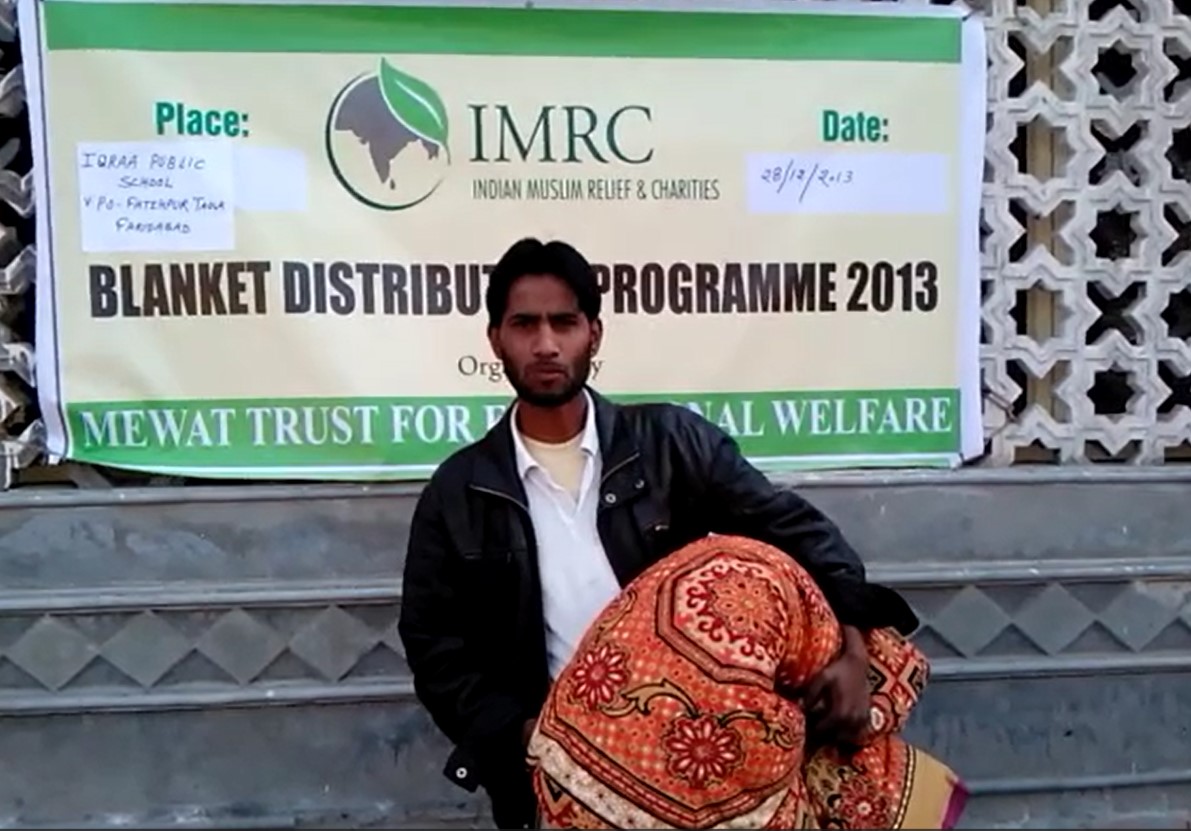 Place:
IQRAA PUBLIC
SCHOOL
V PO- FATEHPUR TAGA
FARIDABAD
IMRC
INDIAN MUSLIM RELIEF & CHARITIES
Date:
28/12/2013
BLANKET DISTRIBUT PROGRAMME 2013
Org y
MEWAT TRUST FOR E NAL WELFARE